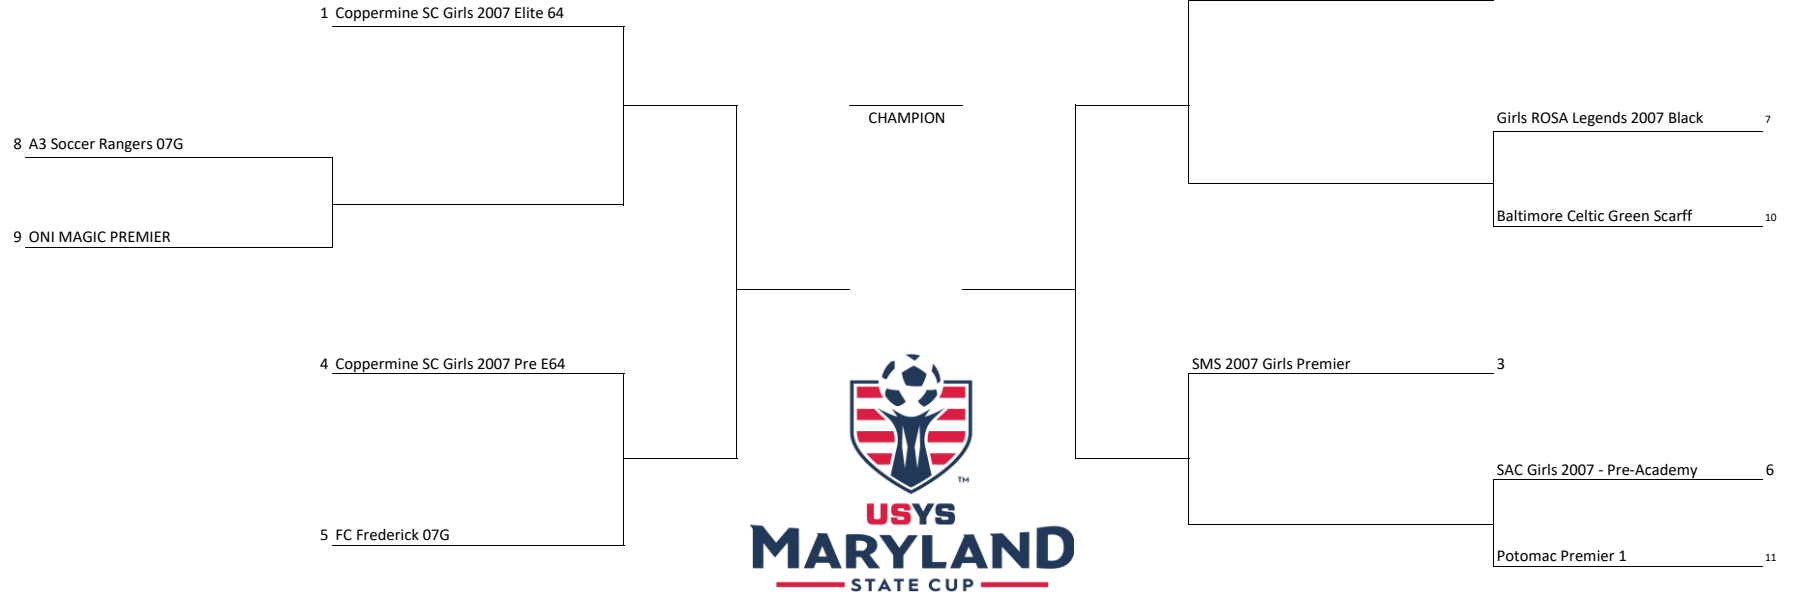 1 Coppermine SC Girls 2007 Elite 64
CHAMPION
Girls ROSA Legends 2007 Black 7
8 A3 Soccer Rangers 07G
Baltimore Celtic Green Scarff 10
9 ONI MAGIC PREMIER
4 Coppermine SC Girls 2007 Pre E64
SMS 2007 Girls Premier 3
SAC Girls 2007 - Pre-Academy 6
5 FC Frederick 07G
Potomac Premier 1 11
TM
USYS
MARYLAND
STATE CUP